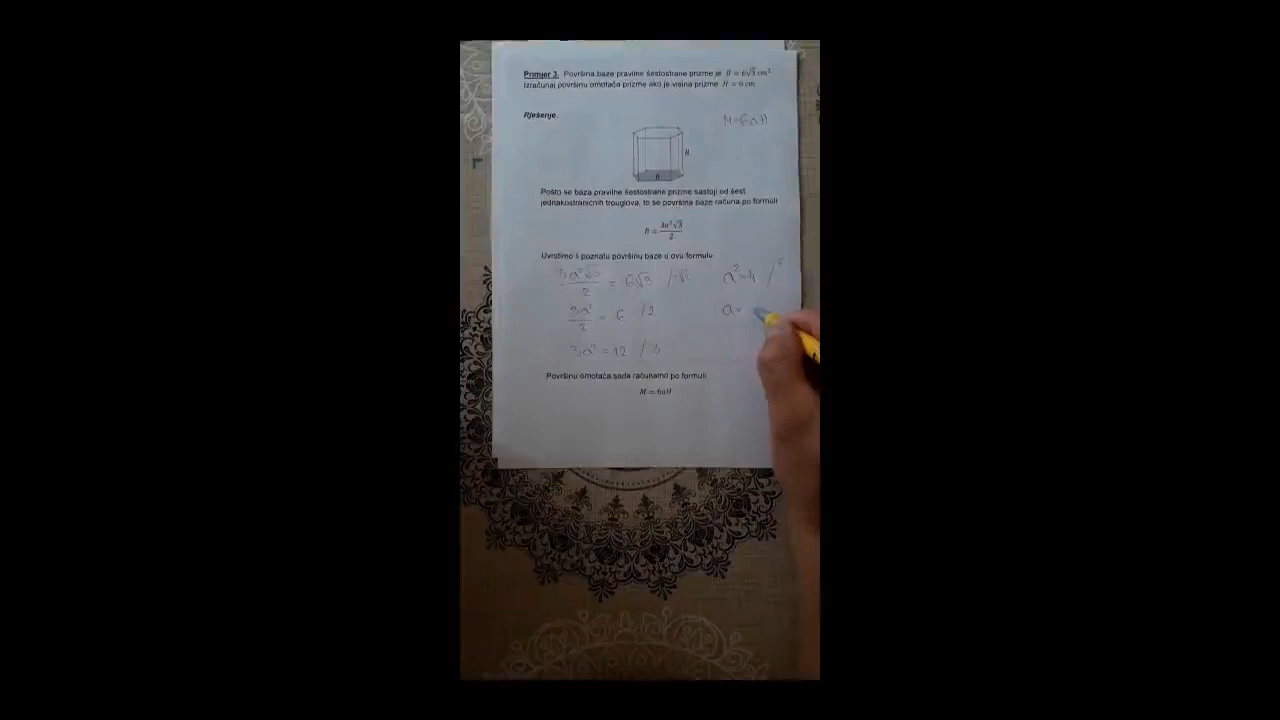 Primjer 3. Površina baze pravilne šestostrane prizme je B = 6√3 cm²
Izračunaj površinu omotača prizme ako je visina prizme H = 6 cm
Rješenje.
M=6aH
H
B
Pošto se baza pravilne šestostrane prizme sastoji od šest
jednakostraničnih trouglova, to se površina baze računa po formuli
B = 3a²√3/2
Uvrstimo li poznatu površinu baze u ovu formulu
3a²√3/2 = 6√3 /:√3
3a²/2 = 6 /·2
3a² = 12 /:3
a²=4 /√
a=
Površinu omotača sada računamo po formuli
M = 6aH